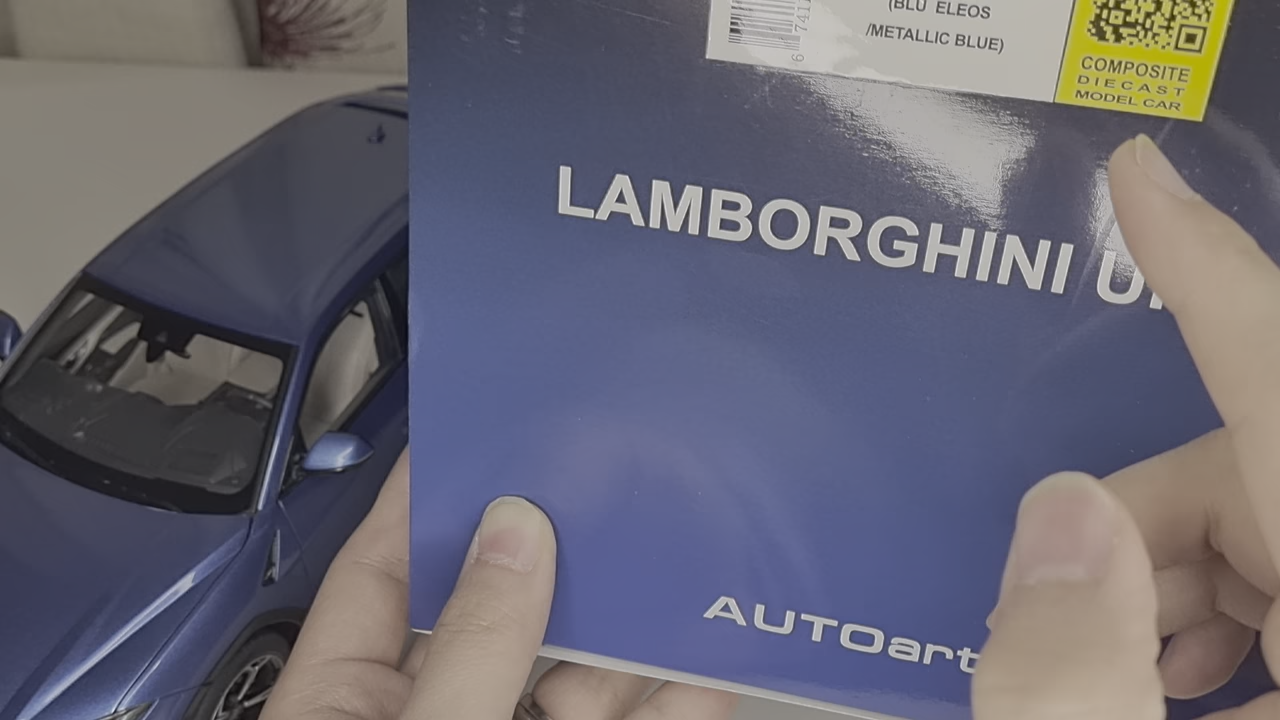 (BLU ELEOS
/METALLIC BLUE)
COMPOSITE
DIECAST
MODEL CAR
LAMBORGHINI
AUTOart